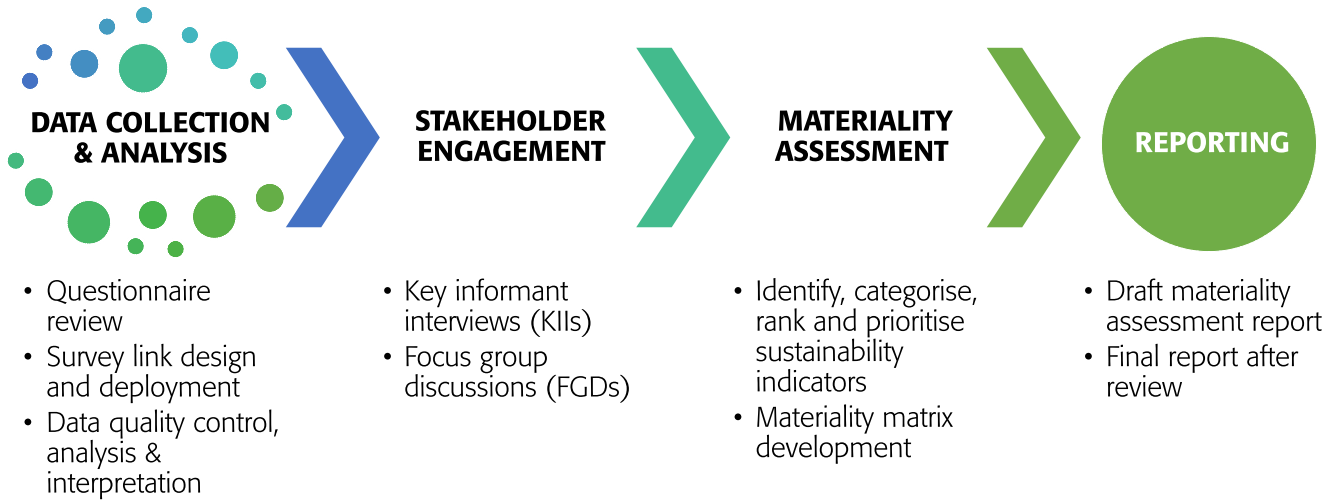 DATA COLLECTION
& ANALYSIS
• Questionnaire
review
• Survey link design
and deployment
• Data quality control,
analysis &
interpretation
STAKEHOLDER
ENGAGEMENT
• Key informant
interviews (KIIs)
• Focus group
discussions (FGDs)
MATERIALITY
ASSESSMENT
• Identify, categorise,
rank and prioritise
sustainability
indicators
• Materiality matrix
development
REPORTING
• Draft materiality
assessment report
• Final report after
review